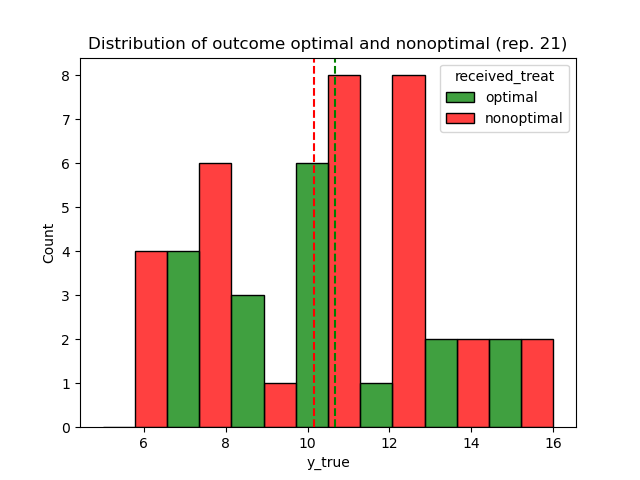 Distribution of outcome optimal and nonoptimal (rep. 21)
received_treat
optimal
nonoptimal
Count
8
7
6
5
4
3
2
1
0
6 8 10 12 14 16
y_true